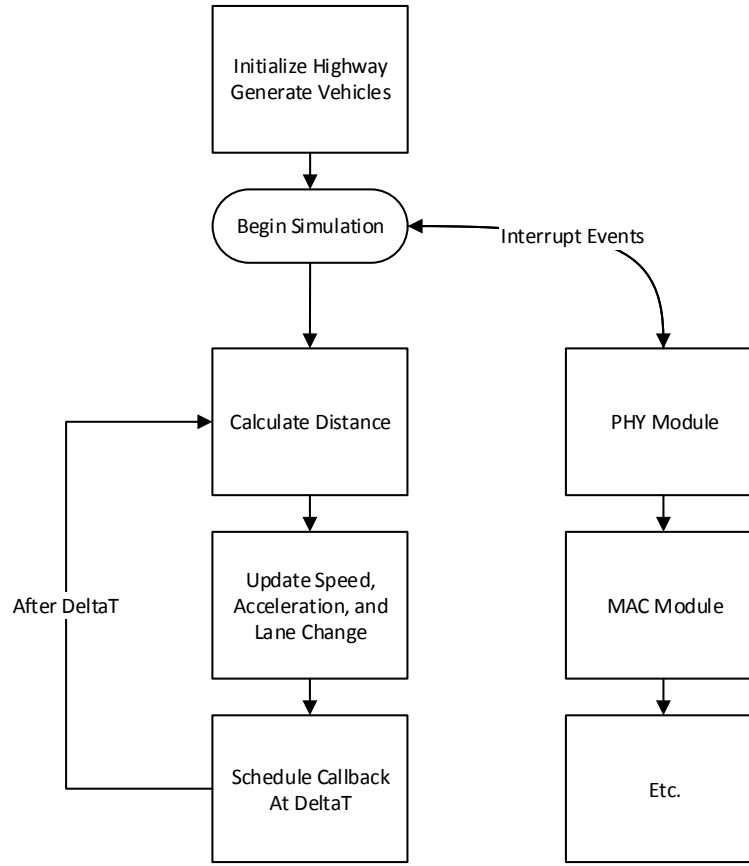 Initialize Highway
Generate Vehicles
Begin Simulation
Interrupt Events
Calculate Distance
PHY Module
Update Speed,
Acceleration, and
Lane Change
MAC Module
After DeltaT
Schedule Callback
At DeltaT
Etc.